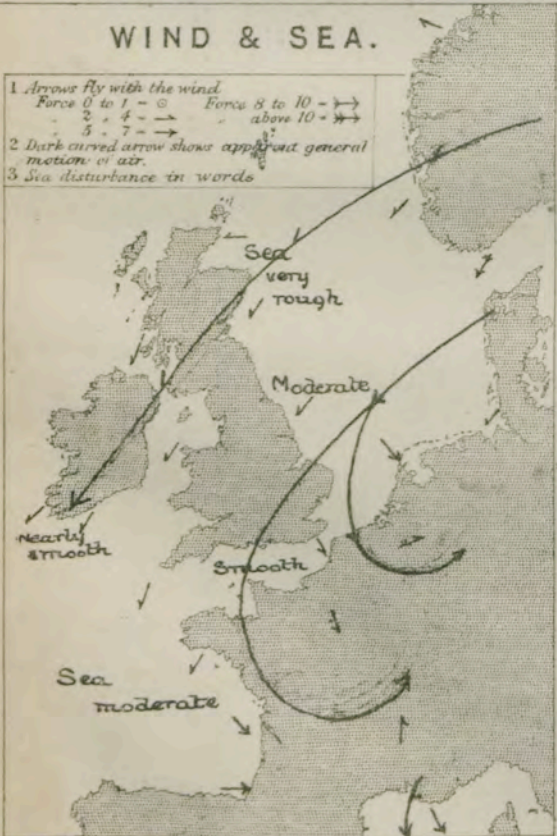 WIND & SEA.
1 Arrows fly with the wind
Force 0 to 1 - ⊙ Force 8 to 10 -
" 2 " 4 - " above 10 -
" 5 " 7 -
2 Dark curved arrow shows apparent general
motion of air.
3 Sea disturbance in words
Sea
very
rough
Moderate
Nearly
smooth
Smooth
Sea
moderate